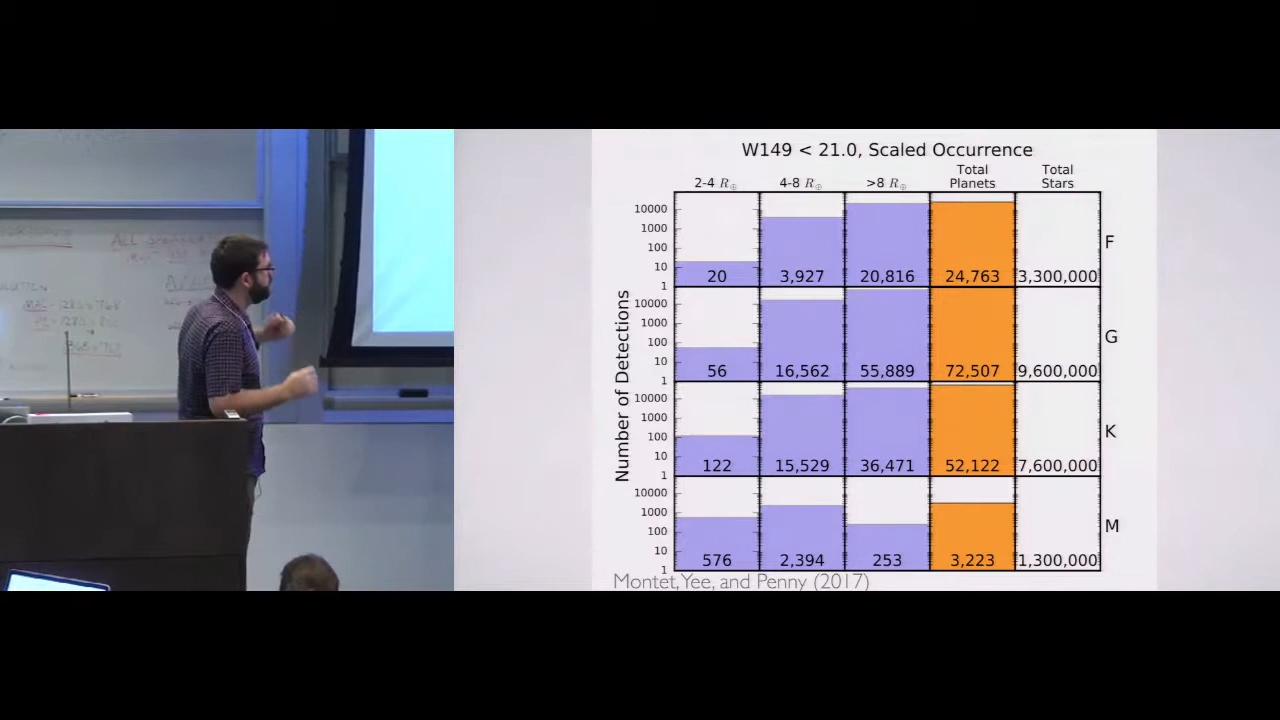 W149 < 21.0, Scaled Occurrence
2-4 R⊕ 4-8 R⊕ >8 R⊕ Total Planets Total Stars
Number of Detections
10000
1000
100
10
1
20 3,927 20,816 24,763 3,300,000
F
10000
1000
100
10
1
56 16,562 55,889 72,507 9,600,000
G
10000
1000
100
10
1
122 15,529 36,471 52,122 7,600,000
K
10000
1000
100
10
1
576 2,394 253 3,223 1,300,000
M
Montet, Yee, and Penny (2017)
ALL